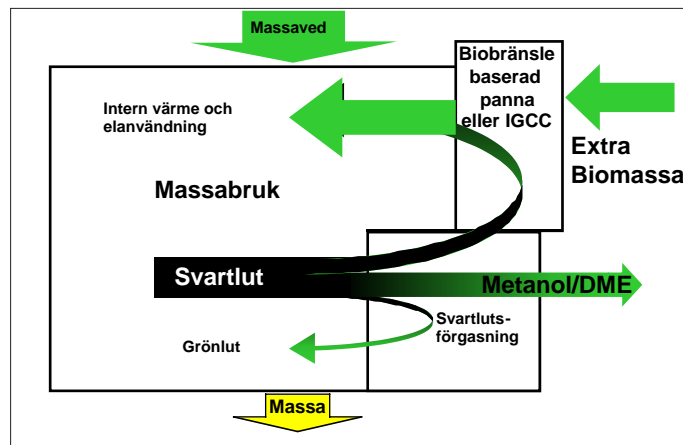 Massaved
Biobränsle
baserad
panna
eller IGCC
Intern värme och
elanvändning
Extra
Biomassa
Massabruk
Svartlut
Metanol/DME
Svartluts-
förgasning
Grönlut
Massa